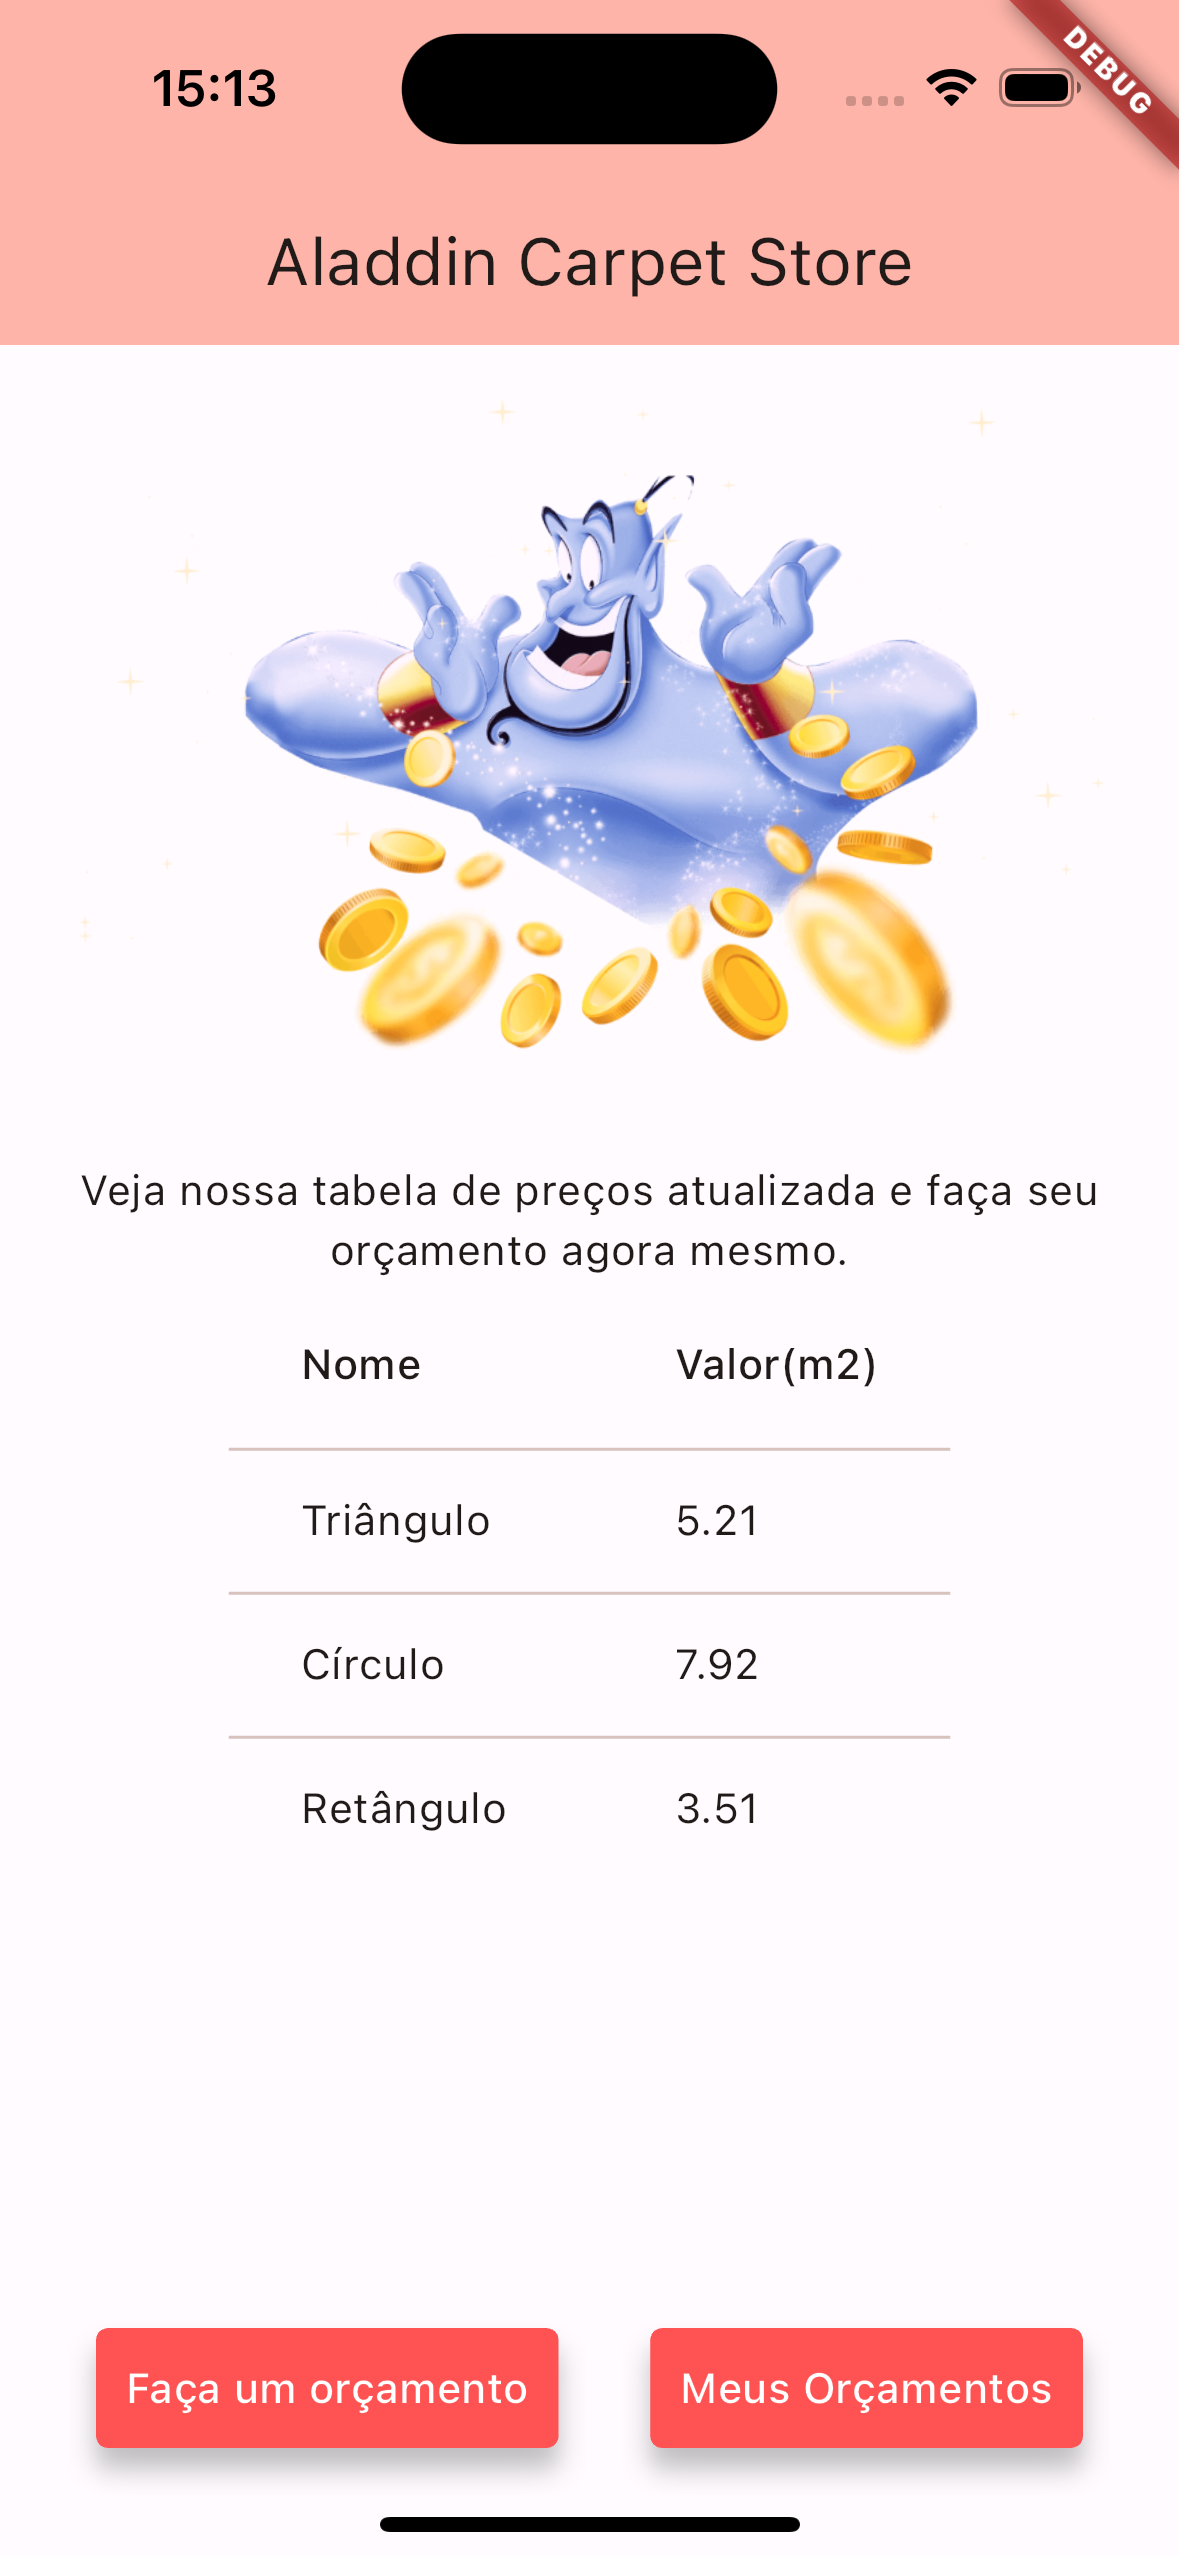 15:13
DEBUG
Aladdin Carpet Store
Veja nossa tabela de preços atualizada e faça seu
orçamento agora mesmo.
Nome Valor(m2)
Triângulo 5.21
Círculo 7.92
Retângulo 3.51
Faça um orçamento Meus Orçamentos